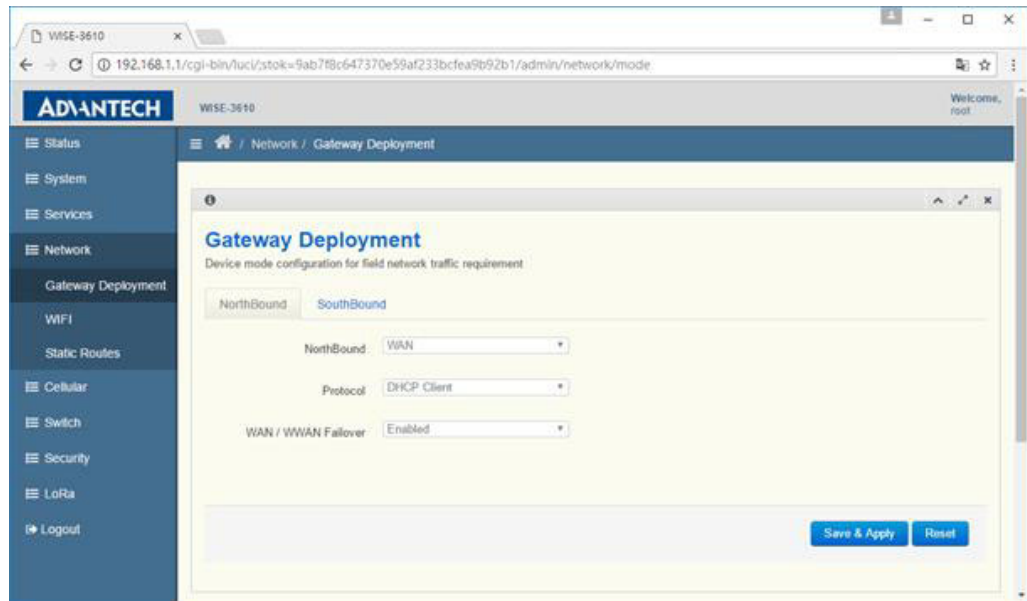 WISE-3610
192.168.1.1/cgi-bin/luci/;stok=9ab7f8c647370e59af233bcfea9b92b1/admin/network/mode
ADVANTECH
WISE-3610
Welcome,
root
Status
/ Network / Gateway Deployment
System
Services
Network
Gateway Deployment
WIFI
Static Routes
Cellular
Switch
Security
LoRa
Logout
Gateway Deployment
Device mode configuration for field network traffic requirement
NorthBound SouthBound
NorthBound WAN
Protocol DHCP Client
WAN / WWAN Failover Enabled
Save & Apply Reset